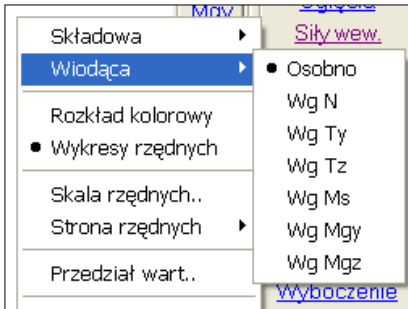 Mgy
Składowa
Wiodąca
Rozkład kolorowy
Wykresy rzędnych
Skala rzędnych..
Strona rzędnych
Przedział wart..
Siły wew.
Osobno
Wg N
Wg Ty
Wg Tz
Wg Ms
Wg Mgy
Wg Mgz
Wyboczenie